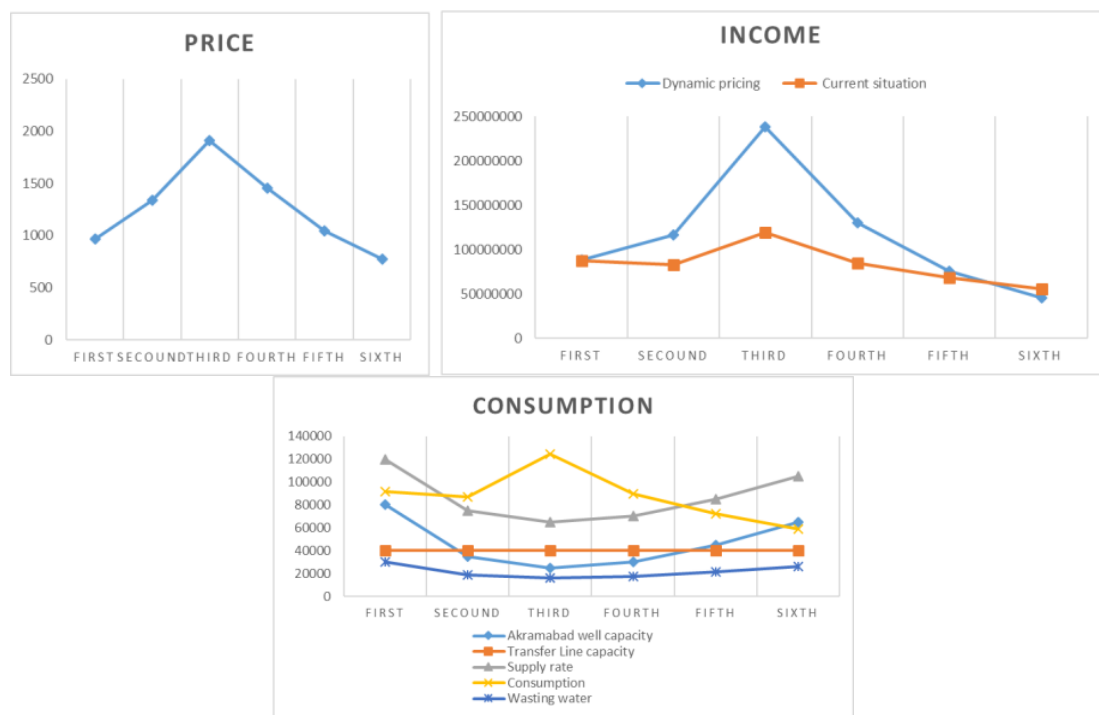 PRICE
2500
2000
1500
1000
500
0
FIRST SECOUND THIRD FOURTH FIFTH SIXTH
INCOME
Dynamic pricing Current situation
250000000
200000000
150000000
100000000
50000000
0
FIRST SECOUND THIRD FOURTH FIFTH SIXTH
CONSUMPTION
140000
120000
100000
80000
60000
40000
20000
0
FIRST SECOUND THIRD FOURTH FIFTH SIXTH
Akramabad well capacity
Transfer Line capacity
Supply rate
Consumption
Wasting water